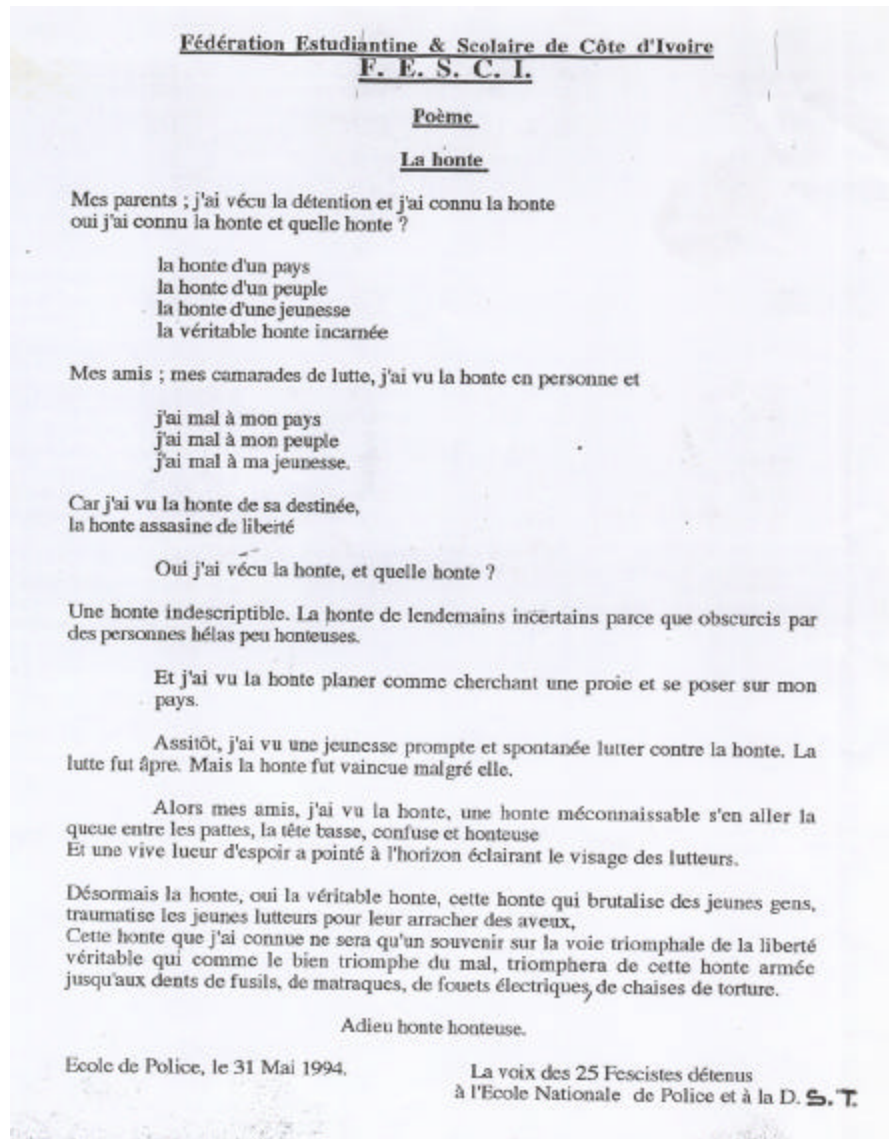 Fédération Estudiantine & Scolaire de Côte d'Ivoire
F. E. S. C. I.
Poème
La honte
Mes parents ; j'ai vécu la détention et j'ai connu la honte
oui j'ai connu la honte et quelle honte ?
la honte d'un pays
la honte d'un peuple
la honte d'une jeunesse
la véritable honte incarnée
Mes amis ; mes camarades de lutte, j'ai vu la honte en personne et
j'ai mal à mon pays
j'ai mal à mon peuple
j'ai mal à ma jeunesse.
Car j'ai vu la honte de sa destinée,
la honte assasine de liberté
Oui j'ai vécu la honte, et quelle honte ?
Une honte indescriptible. La honte de lendemains incertains parce que obscurcis par
des personnes hélas peu honteuses.
Et j'ai vu la honte planer comme cherchant une proie et se poser sur mon
pays.
Assitôt, j'ai vu une jeunesse prompte et spontanée lutter contre la honte. La
lutte fut âpre. Mais la honte fut vaincue malgré elle.
Alors mes amis, j'ai vu la honte, une honte méconnaissable s'en aller la
queue entre les pattes, la tête basse, confuse et honteuse
Et une vive lueur d'espoir a pointé à l'horizon éclairant le visage des lutteurs.
Désormais la honte, oui la véritable honte, cette honte qui brutalise des jeunes gens,
traumatise les jeunes lutteurs pour leur arracher des aveux,
Cette honte que j'ai connue ne sera qu'un souvenir sur la voie triomphale de la liberté
véritable qui comme le bien triomphe du mal, triomphera de cette honte armée
jusqu'aux dents de fusils, de matraques, de fouets électriques, de chaises de torture.
Adieu honte honteuse.
Ecole de Police, le 31 Mai 1994.
La voix des 25 Fescistes détenus
à l'Ecole Nationale de Police et à la D. S.T.